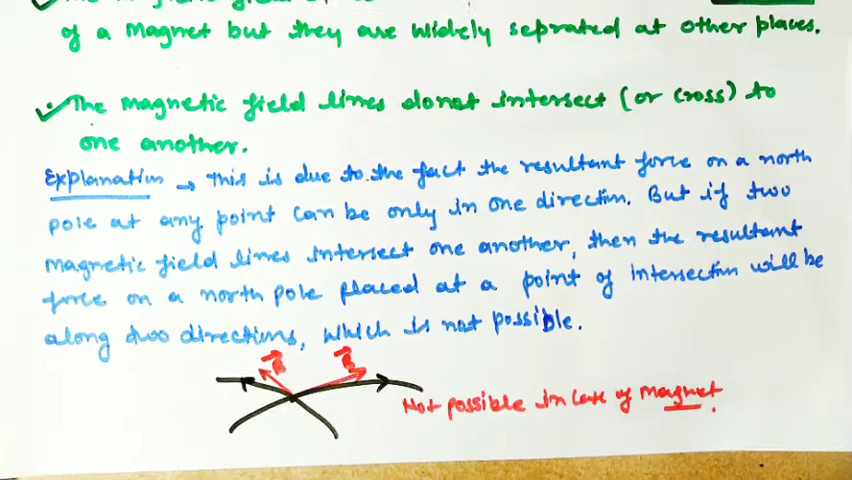 of a magnet but they are widely seprated at other places.
The magnetic field lines donot intersect (or cross) to
one another.
Explanation → This is due to the fact the resultant force on a north
pole at any point can be only in one direction. But if two
magnetic field lines intersect one another, then the resultant
force on a north pole placed at a point of intersection will be
along two directions, which is not possible.
Not possible in case of magnet.